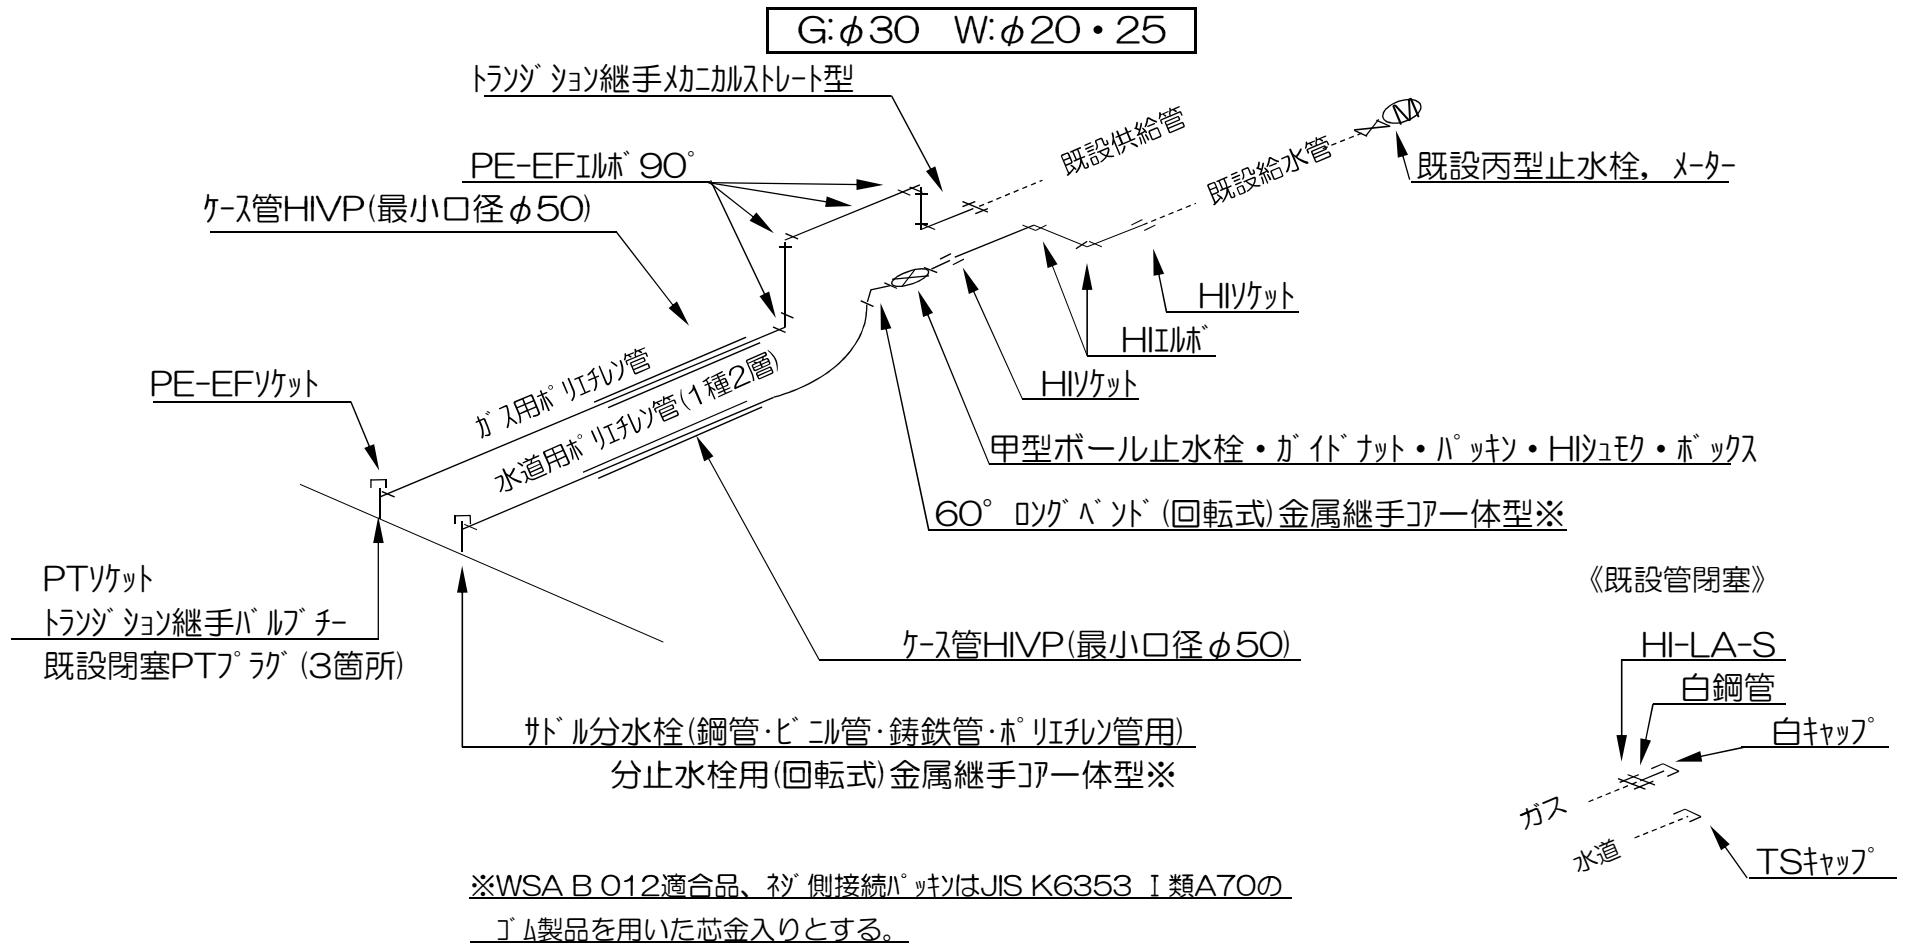 G:φ30　W:φ20・25
ﾄﾗﾝｼﾞｼｮﾝ継手ﾒｶﾆｶﾙｽﾄﾚｰﾄ型
既設供給管
既設給水管
M
既設丙型止水栓，ﾒｰﾀｰ
PE-EFｴﾙﾎﾞ90°
ｹｰｽ管HIVP(最小口径φ50)
HIｿｹｯﾄ
HIｴﾙﾎﾞ
HIｿｹｯﾄ
PE-EFｿｹｯﾄ
ｶﾞｽ用ﾎﾟﾘｴﾁﾚﾝ管
水道用ﾎﾟﾘｴﾁﾚﾝ管(1種2層)
甲型ボール止水栓・ｶﾞｲﾄﾞﾅｯﾄ・ﾊﾟｯｷﾝ・HIｼｭﾓｸ・ﾎﾞｯｸｽ
60°ﾛﾝｸﾞﾍﾞﾝﾄﾞ(回転式)金属継手ｺｱ一体型※
PTｿｹｯﾄ
ﾄﾗﾝｼﾞｼｮﾝ継手ﾊﾞﾙﾌﾞﾁｰ
既設閉塞PTﾌﾟﾗｸﾞ(3箇所)
ｹｰｽ管HIVP(最小口径φ50)
ｻﾄﾞﾙ分水栓(鋼管･ﾋﾞﾆﾙ管･鋳鉄管･ﾎﾟﾘｴﾁﾚﾝ管用)
分止水栓用(回転式)金属継手ｺｱ一体型※
《既設管閉塞》
HI-LA-S
白鋼管
白ｷｬｯﾌﾟ
ガス
水道
TSｷｬｯﾌﾟ
※WSA B 012適合品、ﾈｼﾞ側接続ﾊﾟｯｷﾝはJIS K6353 Ⅰ類A70の
ｺﾞﾑ製品を用いた芯金入りとする。